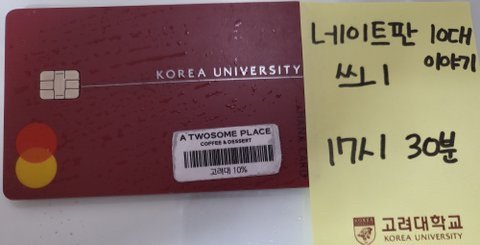 KOREA UNIVERSITY
A TWOSOME PLACE
COFFEE & DESSERT
고려대 10%
네이트판 10대
이야기
쓰니
17시 30분
고려대학교
KOREA UNIVERSITY